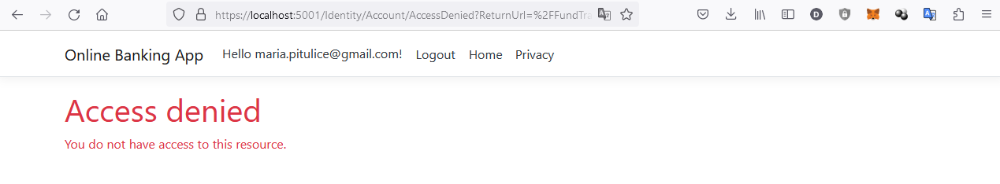 https://localhost:5001/Identity/Account/AccessDenied?ReturnUrl=%2FFundTra
Online Banking App Hello maria.pitulice@gmail.com! Logout Home Privacy
Access denied
You do not have access to this resource.